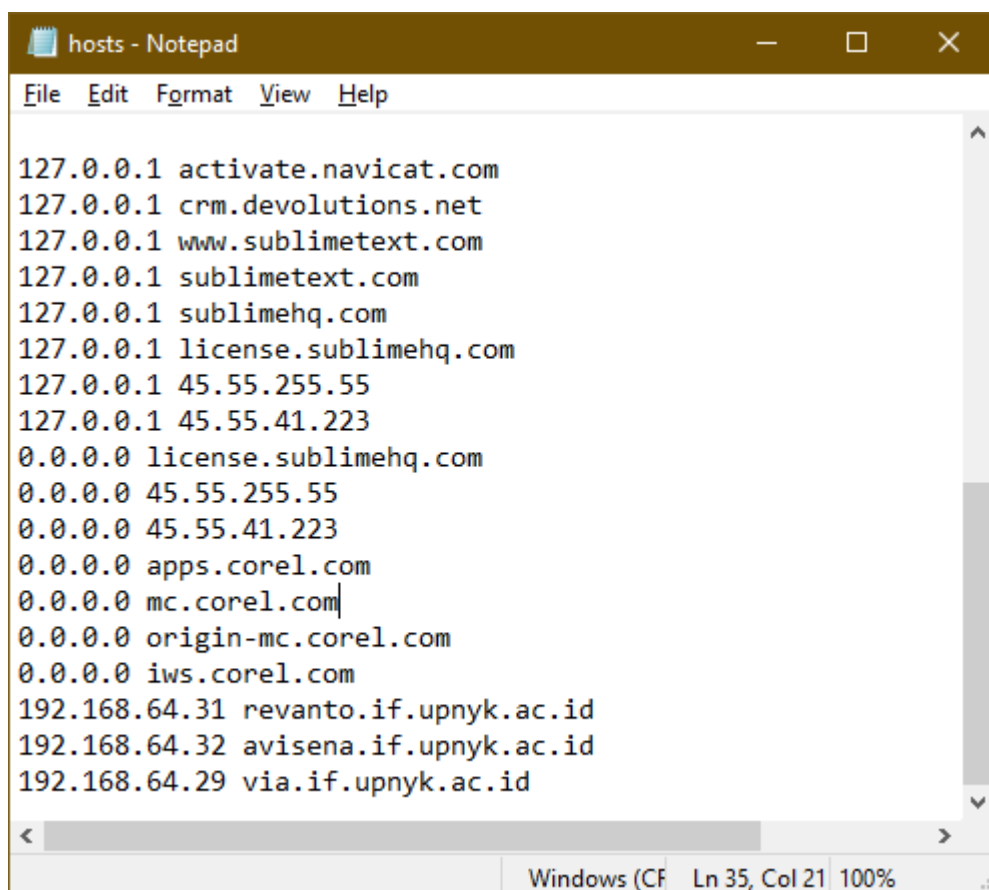 hosts - Notepad
File Edit Format View Help
127.0.0.1 activate.navicat.com
127.0.0.1 crm.devolutions.net
127.0.0.1 www.sublimetext.com
127.0.0.1 sublimetext.com
127.0.0.1 sublimehq.com
127.0.0.1 license.sublimehq.com
127.0.0.1 45.55.255.55
127.0.0.1 45.55.41.223
0.0.0.0 license.sublimehq.com
0.0.0.0 45.55.255.55
0.0.0.0 45.55.41.223
0.0.0.0 apps.corel.com
0.0.0.0 mc.corel.com
0.0.0.0 origin-mc.corel.com
0.0.0.0 iws.corel.com
192.168.64.31 revanto.if.upnyk.ac.id
192.168.64.32 avisena.if.upnyk.ac.id
192.168.64.29 via.if.upnyk.ac.id
Windows (CF Ln 35, Col 21 100%